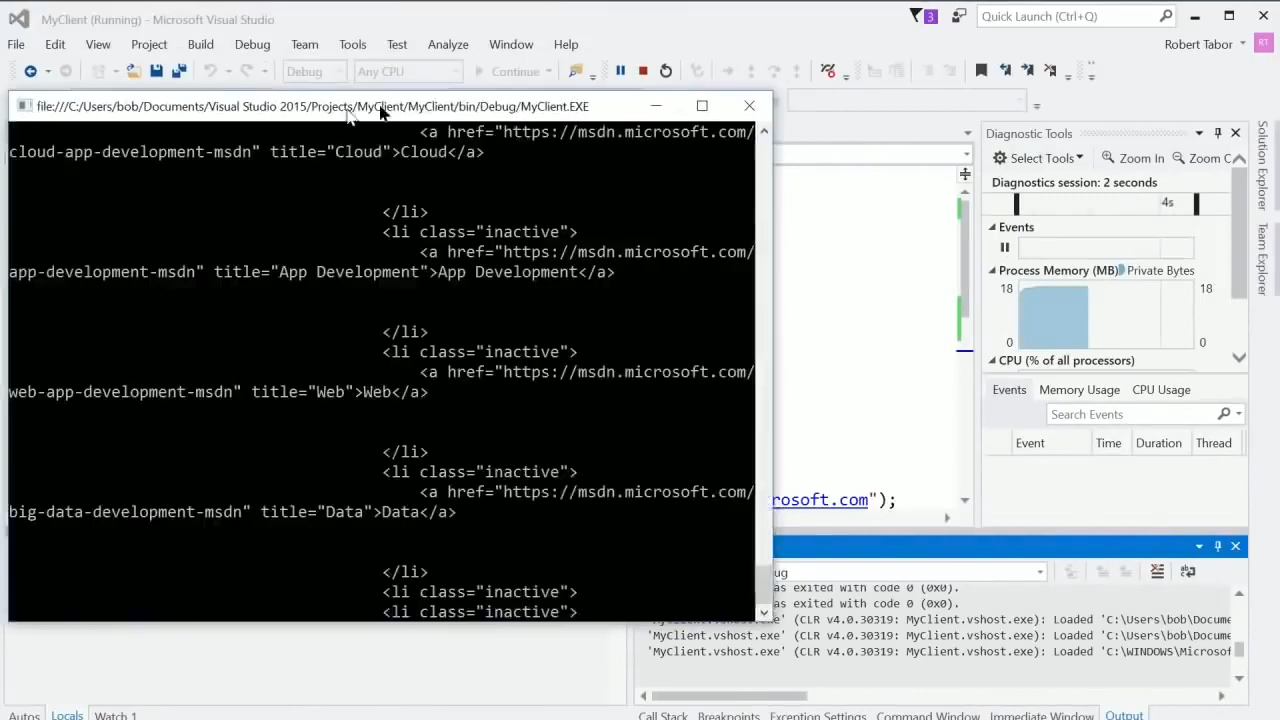 MyClient (Running) - Microsoft Visual Studio
3
Quick Launch (Ctrl+Q)
File Edit View Project Build Debug Team Tools Test Analyze Window Help
Robert Tabor
RT
Debug
Any CPU
Continue
file:///C:/Users/bob/Documents/Visual Studio 2015/Projects/MyClient/MyClient/bin/Debug/MyClient.EXE
<a href="https://msdn.microsoft.com/
cloud-app-development-msdn" title="Cloud">Cloud</a>
</li>
<li class="inactive">
<a href="https://msdn.microsoft.com/
app-development-msdn" title="App Development">App Development</a>
</li>
<li class="inactive">
<a href="https://msdn.microsoft.com/
web-app-development-msdn" title="Web">Web</a>
</li>
<li class="inactive">
<a href="https://msdn.microsoft.com/
big-data-development-msdn" title="Data">Data</a>
</li>
<li class="inactive">
<li class="inactive">
rosoft.com");
Diagnostic Tools
Select Tools Zoom In Zoom C
Diagnostics session: 2 seconds
4s
Events
Process Memory (MB) Private Bytes
18 18
0 0
CPU (% of all processors)
Events Memory Usage CPU Usage
Search Events
Event Time Duration Thread
Solution Explorer
Team Explorer
ug
as exited with code 0 (0x0).
as exited with code 0 (0x0).
'MyClient.vshost.exe' (CLR v4.0.30319: MyClient.vshost.exe): Loaded 'C:\Users\bob\Docume
'MyClient.vshost.exe' (CLR v4.0.30319: MyClient.vshost.exe): Loaded 'C:\Users\bob\Docume
'MyClient.vshost.exe' (CLR v4.0.30319: MyClient.vshost.exe): Loaded 'C:\WINDOWS\Microsof
Autos Locals Watch 1
Call Stack Breakpoints Exception Settings Command Window Immediate Window Output